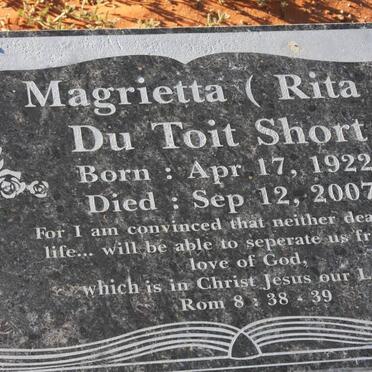 Magrietta ( Rita
Du Toit Short
Born : Apr 17, 1922
Died : Sep 12, 2007
For I am convinced that neither dea
life... will be able to seperate us fr
love of God,
which is in Christ Jesus our L
Rom 8 : 38 - 39